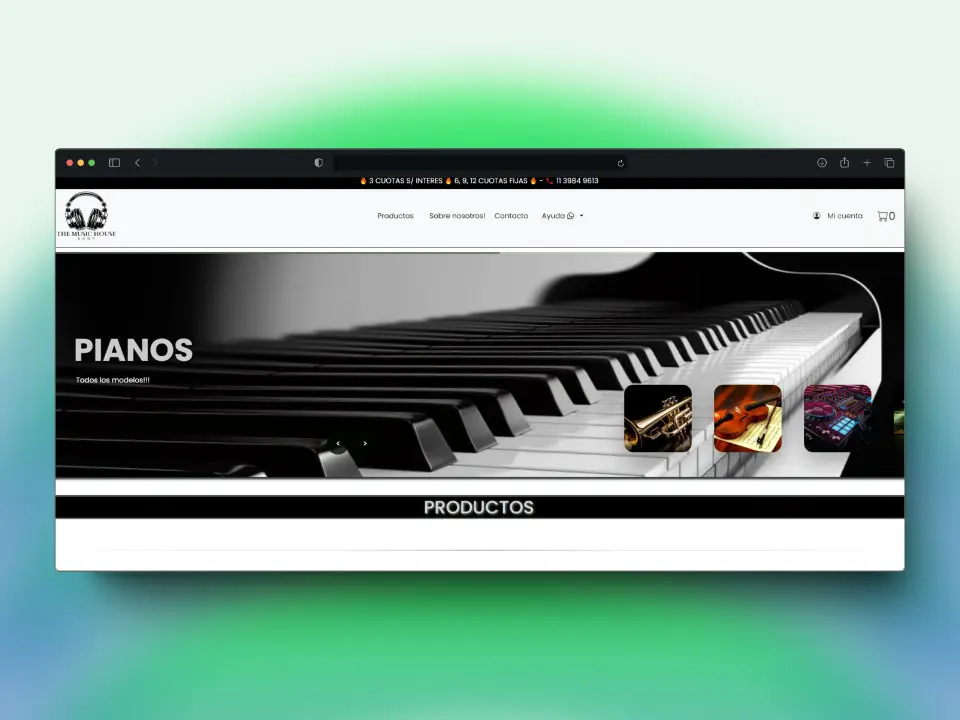 🔥 3 CUOTAS S/ INTERES 🔥 6, 9, 12 CUOTAS FIJAS 🔥 - 📞 11 3984 9613
THE MUSIC HOUSE
SHOP
Productos Sobre nosotros! Contacto Ayuda
Mi cuenta 0
PIANOS
Todos los modelos!!!
PRODUCTOS